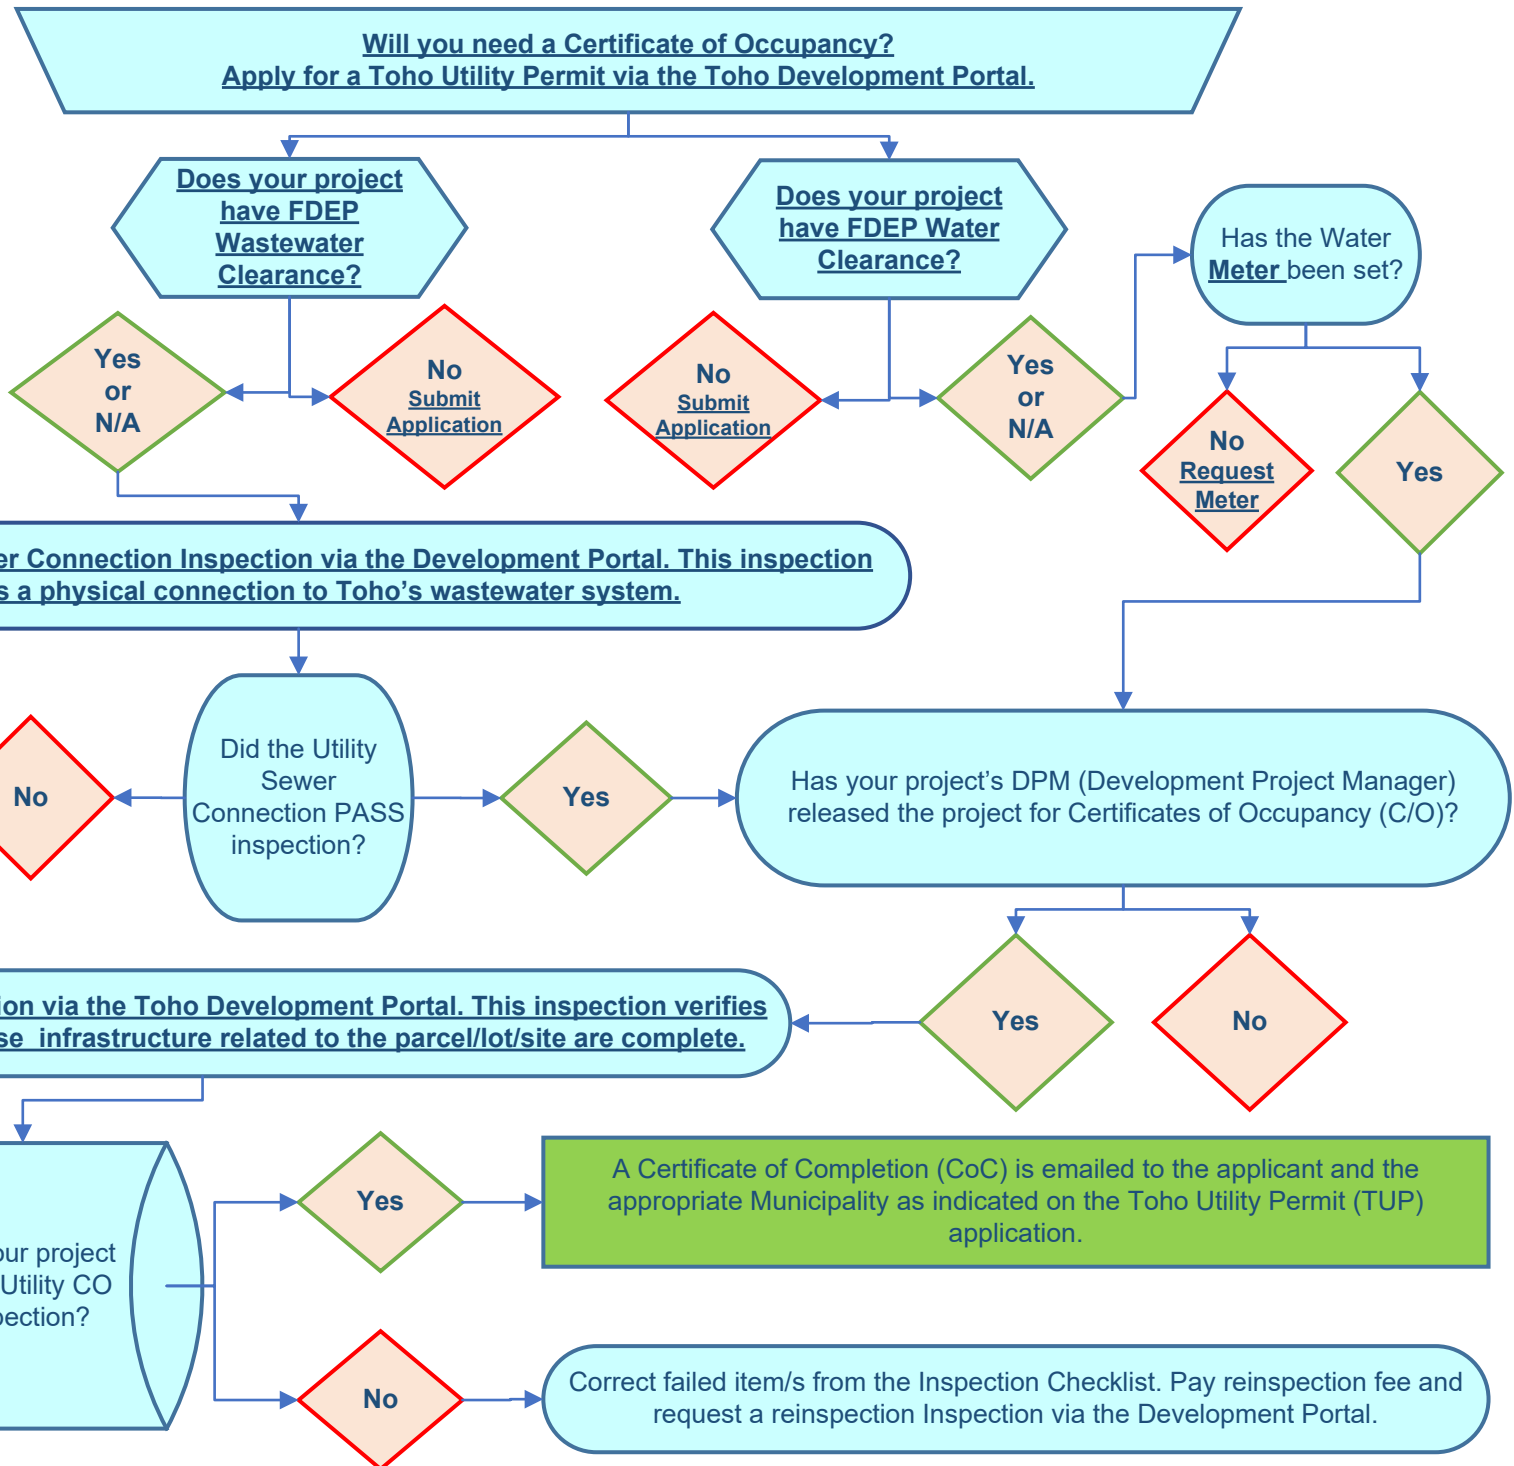 Will you need a Certificate of Occupancy?
Apply for a Toho Utility Permit via the Toho Development Portal.
Does your project
have FDEP
Wastewater
Clearance?
Does your project
have FDEP Water
Clearance?
Has the Water
Meter been set?
Yes
or
N/A
No
Submit
Application
No
Submit
Application
Yes
or
N/A
No
Request
Meter
Yes
Connection Inspection via the Development Portal. This inspection
a physical connection to Toho’s wastewater system.
No
Did the Utility
Sewer
Connection PASS
inspection?
Yes
Has your project’s DPM (Development Project Manager)
released the project for Certificates of Occupancy (C/O)?
via the Toho Development Portal. This inspection verifies
infrastructure related to the parcel/lot/site are complete.
Yes
No
project
Utility CO
Yes
A Certificate of Completion (CoC) is emailed to the applicant and the
appropriate Municipality as indicated on the Toho Utility Permit (TUP)
application.
No
Correct failed item/s from the Inspection Checklist. Pay reinspection fee and
request a reinspection Inspection via the Development Portal.